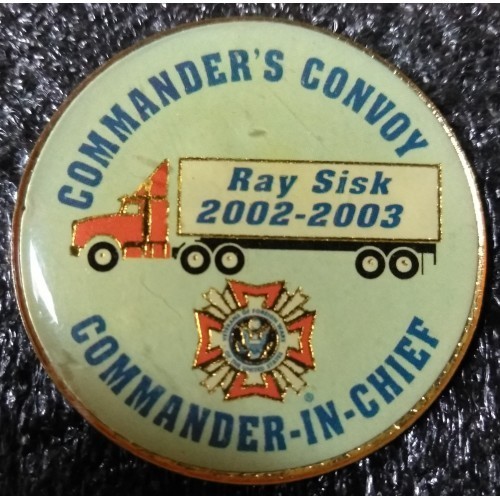 COMMANDER'S CONVOY
Ray Sisk
2002-2003
COMMANDER-IN-CHIEF
®